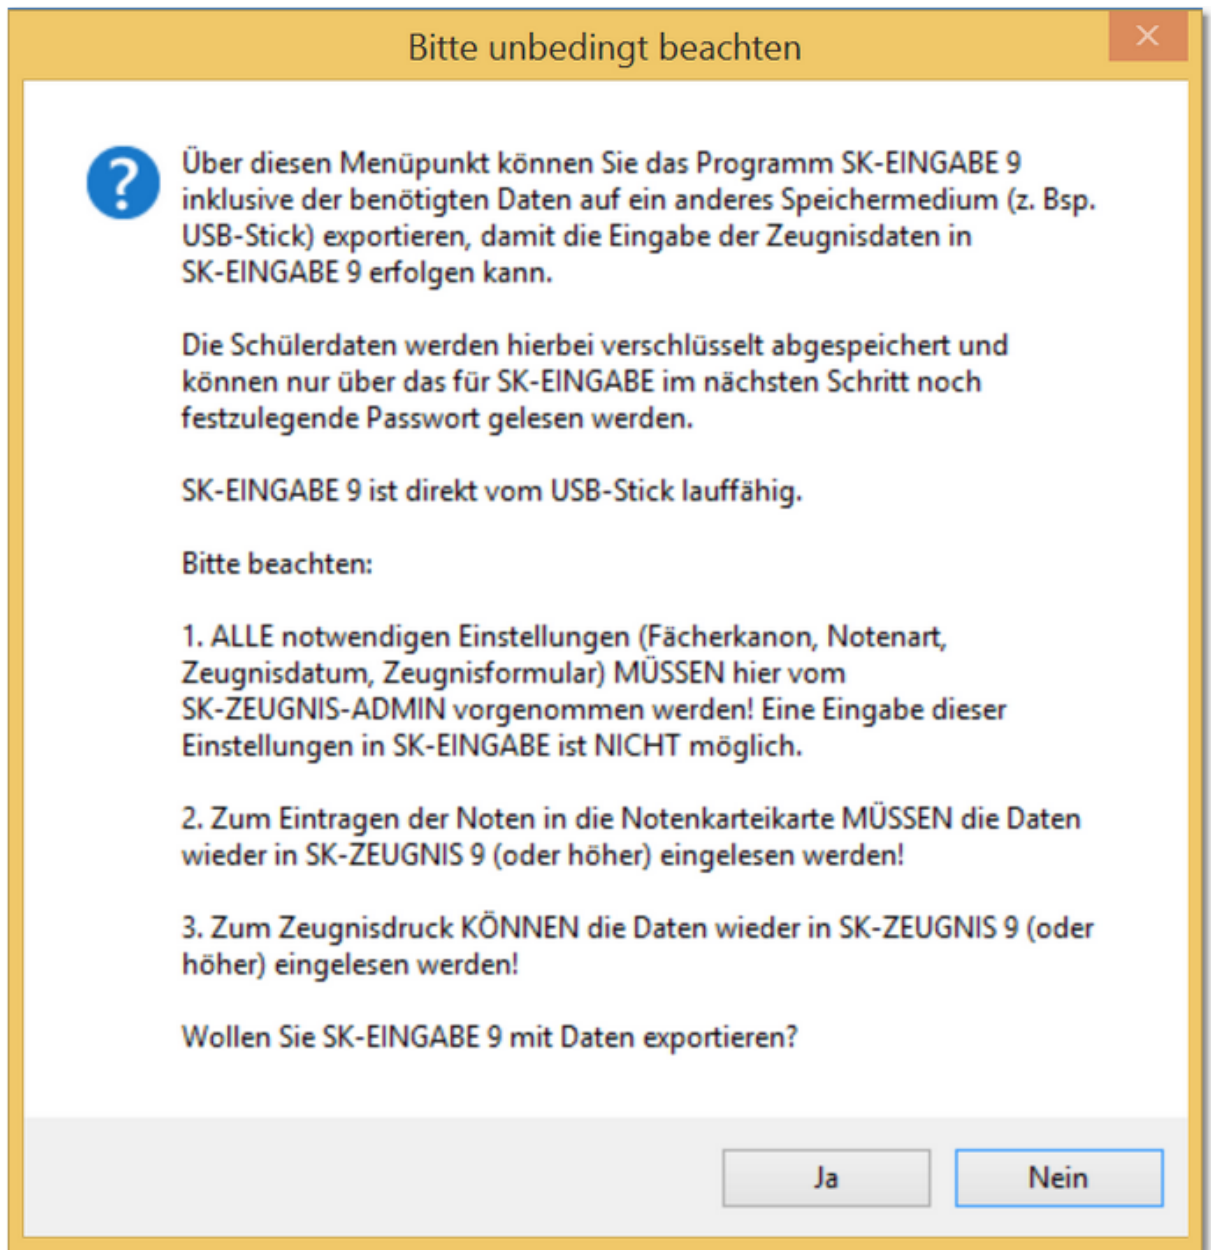 Bitte unbedingt beachten
Über diesen Menüpunkt können Sie das Programm SK-EINGABE 9
inklusive der benötigten Daten auf ein anderes Speichermedium (z. Bsp.
USB-Stick) exportieren, damit die Eingabe der Zeugnisdaten in
SK-EINGABE 9 erfolgen kann.
Die Schülerdaten werden hierbei verschlüsselt abgespeichert und
können nur über das für SK-EINGABE im nächsten Schritt noch
festzulegende Passwort gelesen werden.
SK-EINGABE 9 ist direkt vom USB-Stick lauffähig.
Bitte beachten:
1. ALLE notwendigen Einstellungen (Fächerkanon, Notenart,
Zeugnisdatum, Zeugnisformular) MÜSSEN hier vom
SK-ZEUGNIS-ADMIN vorgenommen werden! Eine Eingabe dieser
Einstellungen in SK-EINGABE ist NICHT möglich.
2. Zum Eintragen der Noten in die Notenkarteikarte MÜSSEN die Daten
wieder in SK-ZEUGNIS 9 (oder höher) eingelesen werden!
3. Zum Zeugnisdruck KÖNNEN die Daten wieder in SK-ZEUGNIS 9 (oder
höher) eingelesen werden!
Wollen Sie SK-EINGABE 9 mit Daten exportieren?
Ja
Nein